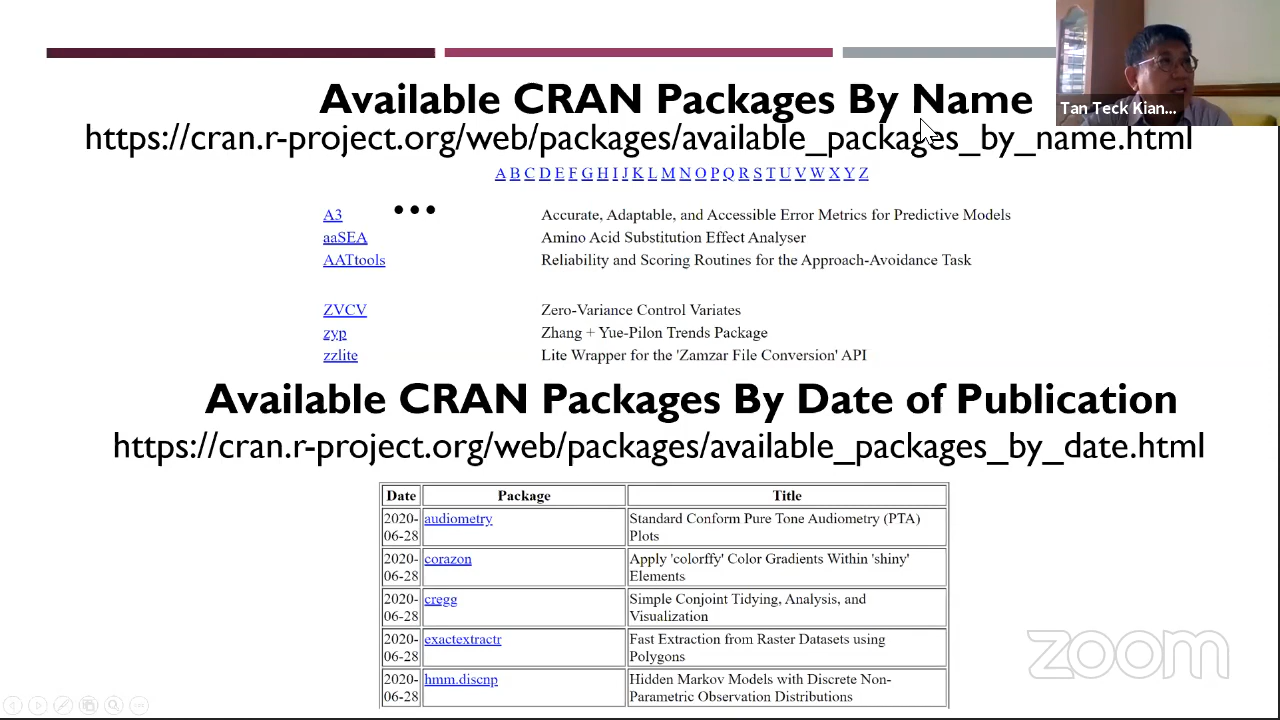 Available CRAN Packages By Name
Tan Teck Kian...
https://cran.r-project.org/web/packages/available_packages_by_name.html
A B C D E F G H I J K L M N O P Q R S T U V W X Y Z
A3 ... Accurate, Adaptable, and Accessible Error Metrics for Predictive Models
aaSEA Amino Acid Substitution Effect Analyser
AATtools Reliability and Scoring Routines for the Approach-Avoidance Task
ZVCV Zero-Variance Control Variates
zyp Zhang + Yue-Pilon Trends Package
zzlite Lite Wrapper for the 'Zamzar File Conversion' API
Available CRAN Packages By Date of Publication
https://cran.r-project.org/web/packages/available_packages_by_date.html
Date Package Title
2020- audiometry Standard Conform Pure Tone Audiometry (PTA)
06-28 Plots
2020- corazon Apply 'colorffy' Color Gradients Within 'shiny'
06-28 Elements
2020- cregg Simple Conjoint Tidying, Analysis, and
06-28 Visualization
2020- exactextractr Fast Extraction from Raster Datasets using
06-28 Polygons
2020- hmm.discnp Hidden Markov Models with Discrete Non-
06-28 Parametric Observation Distributions
zoom